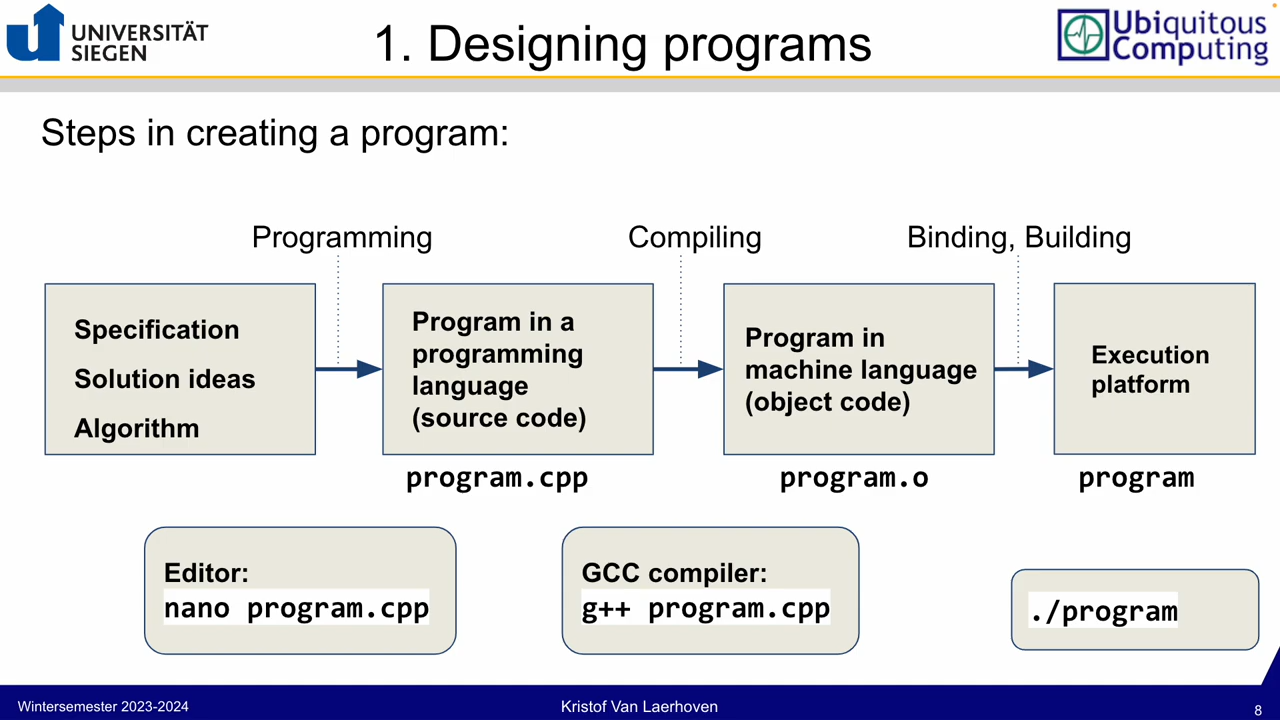 UNIVERSITÄT
SIEGEN
1. Designing programs
Ubiquitous
Computing
Steps in creating a program:
Programming
Compiling
Binding, Building
Specification
Solution ideas
Algorithm
Program in a
programming
language
(source code)
Program in
machine language
(object code)
Execution
platform
program.cpp
program.o
program
Editor:
nano program.cpp
GCC compiler:
g++ program.cpp
./program
Wintersemester 2023-2024
Kristof Van Laerhoven
8